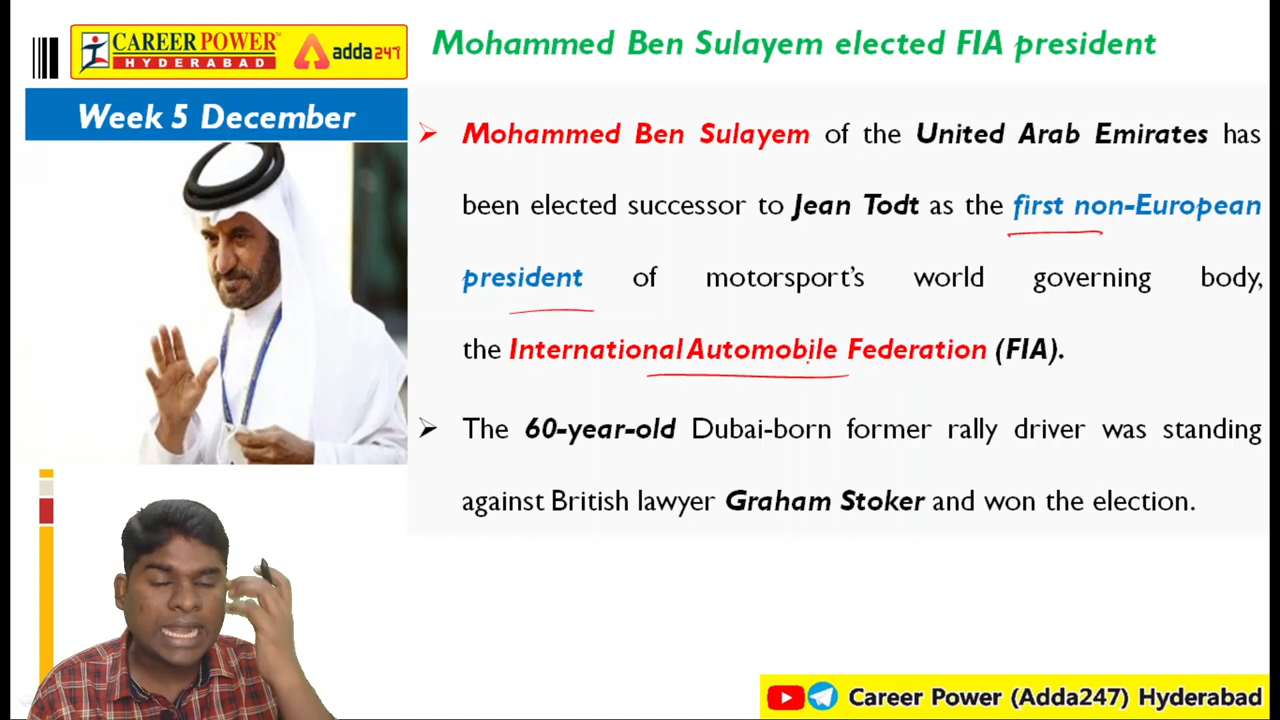 CAREER POWER
HYDERABAD
adda247
Mohammed Ben Sulayem elected FIA president
Week 5 December
➢ Mohammed Ben Sulayem of the United Arab Emirates has
been elected successor to Jean Todt as the first non-European
president of motorsport’s world governing body,
the International Automobile Federation (FIA).
➢ The 60-year-old Dubai-born former rally driver was standing
against British lawyer Graham Stoker and won the election.
Career Power (Adda247) Hyderabad